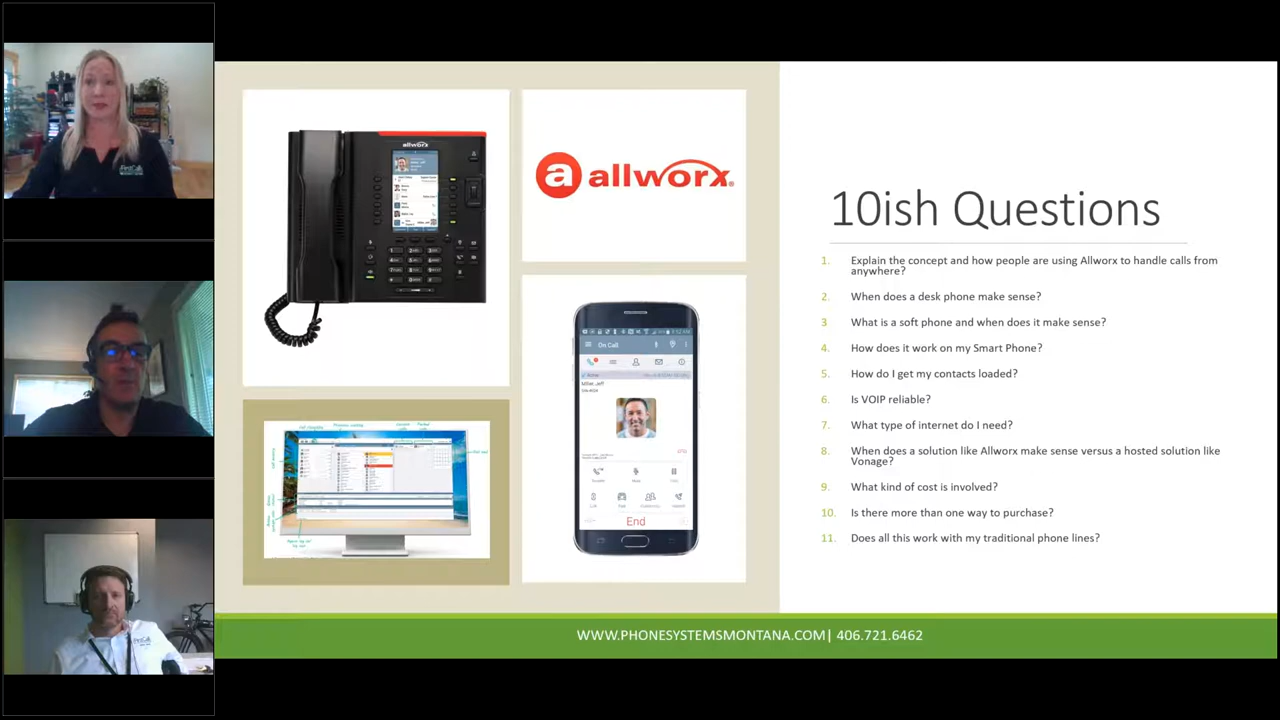 allworx
a allworx®
On Call
Miller, Jeff
End
10ish Questions
1. Explain the concept and how people are using Allworx to handle calls from
anywhere?
2. When does a desk phone make sense?
3 What is a soft phone and when does it make sense?
4. How does it work on my Smart Phone?
5. How do I get my contacts loaded?
6. Is VOIP reliable?
7. What type of internet do I need?
8. When does a solution like Allworx make sense versus a hosted solution like
Vonage?
9. What kind of cost is involved?
10. Is there more than one way to purchase?
11. Does all this work with my traditional phone lines?
WWW.PHONESYSTEMSMONTANA.COM| 406.721.6462